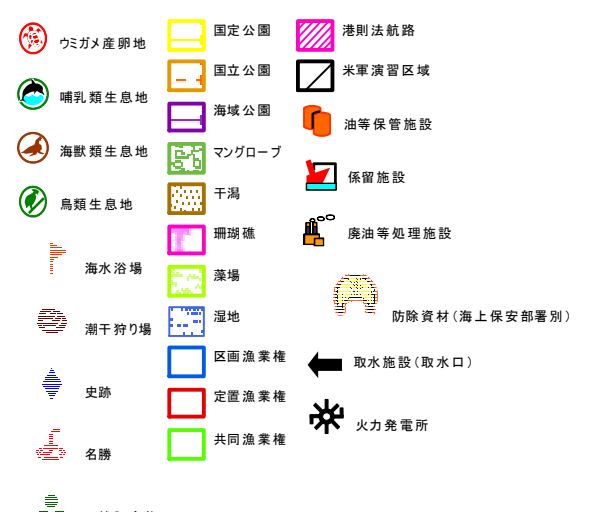 ウミガメ産卵地
哺乳類生息地
海獣類生息地
鳥類生息地
海水浴場
潮干狩り場
史跡
名勝
国定公園
国立公園
海域公園
マングローブ
干潟
珊瑚礁
藻場
湿地
区画漁業権
定置漁業権
共同漁業権
港則法航路
米軍演習区域
油等保管施設
係留施設
廃油等処理施設
防除資材(海上保安部署別)
取水施設(取水口)
火力発電所